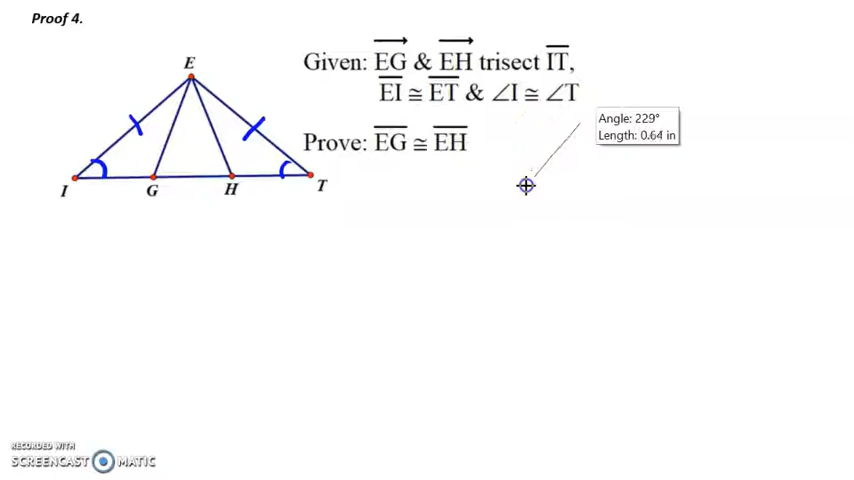 Proof 4.
E
Given: EG & EH trisect IT,
EI ≅ ET & ∠I ≅ ∠T
Angle: 229°
Length: 0.64 in
Prove: EG ≅ EH
I G H T
RECORDED WITH
SCREENCAST MATIC